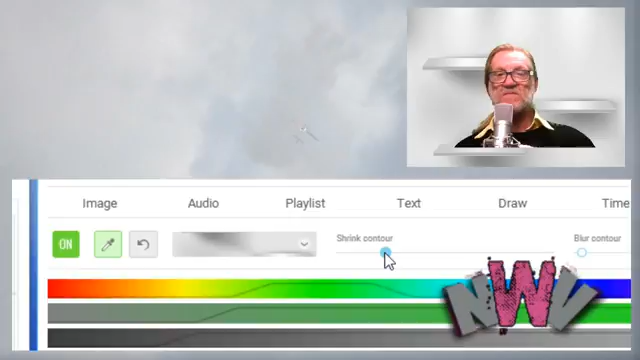 Image Audio Playlist Text Draw Time
Shrink contour Blur contour
ON
NWV